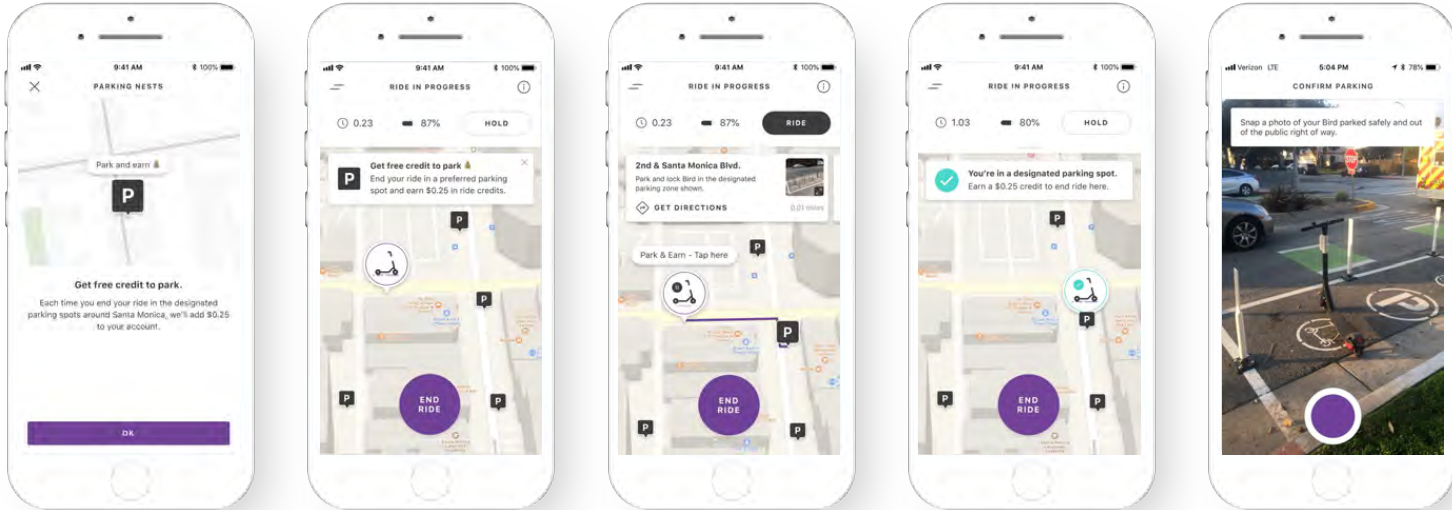 9:41 AM
100%
PARKING NESTS
Park and earn
P
Get free credit to park.
Each time you end your ride in the designated
parking spots around Santa Monica, we'll add $0.25
to your account.
OK
9:41 AM
100%
RIDE IN PROGRESS
0.23
87%
HOLD
P
Get free credit to park
End your ride in a preferred parking
spot and earn $0.25 in ride credits.
P
P
P
P
END
RIDE
9:41 AM
100%
RIDE IN PROGRESS
0.23
87%
RIDE
2nd & Santa Monica Blvd.
Park and lock Bird in the designated
parking zone shown.
GET DIRECTIONS
0.01 miles
P
Park & Earn - Tap here
P
P
P
END
RIDE
9:41 AM
100%
RIDE IN PROGRESS
1.03
80%
HOLD
You're in a designated parking spot.
Earn a $0.25 credit to end ride here.
P
P
P
P
END
RIDE
Verizon LTE
5:04 PM
78%
CONFIRM PARKING
Snap a photo of your Bird parked safely and out
of the public right of way.
STOP
P